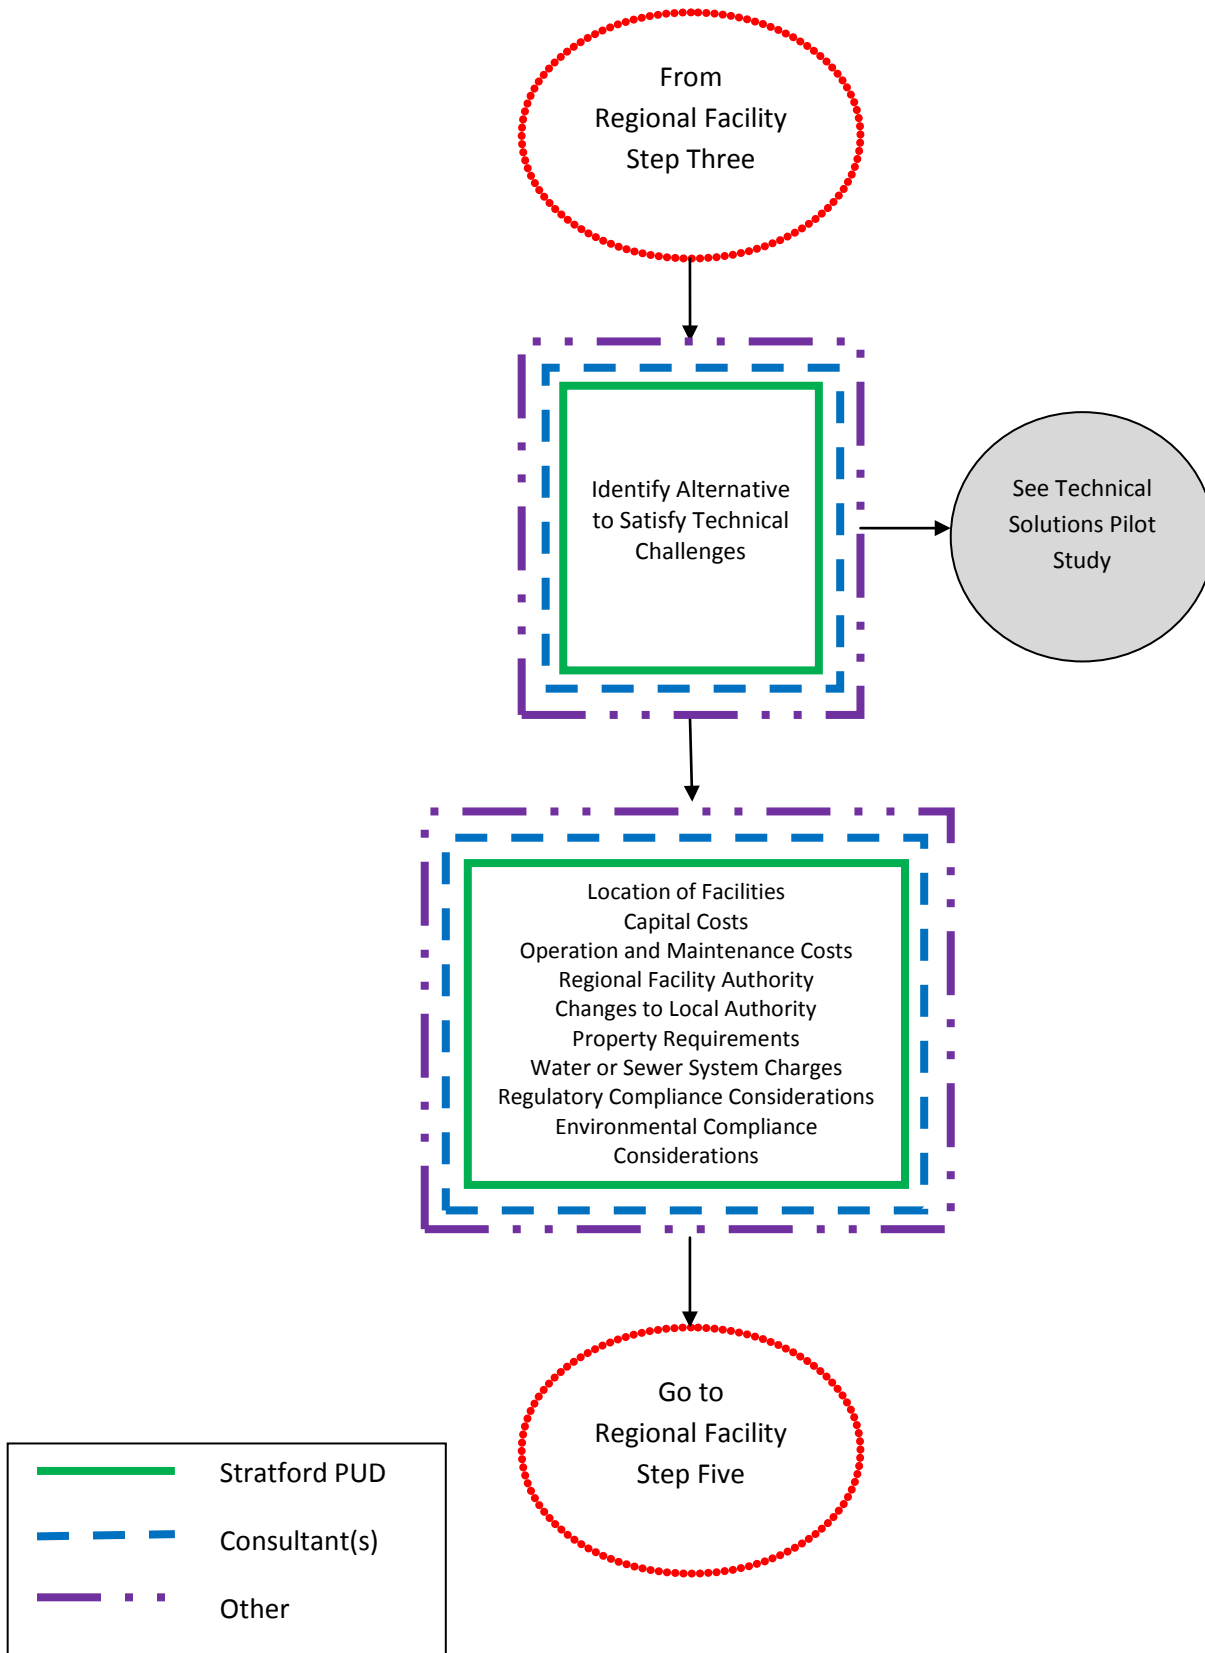 From
Regional Facility
Step Three
Identify Alternative
to Satisfy Technical
Challenges
See Technical
Solutions Pilot
Study
Location of Facilities
Capital Costs
Operation and Maintenance Costs
Regional Facility Authority
Changes to Local Authority
Property Requirements
Water or Sewer System Charges
Regulatory Compliance Considerations
Environmental Compliance
Considerations
Go to
Regional Facility
Step Five
Stratford PUD
Consultant(s)
Other